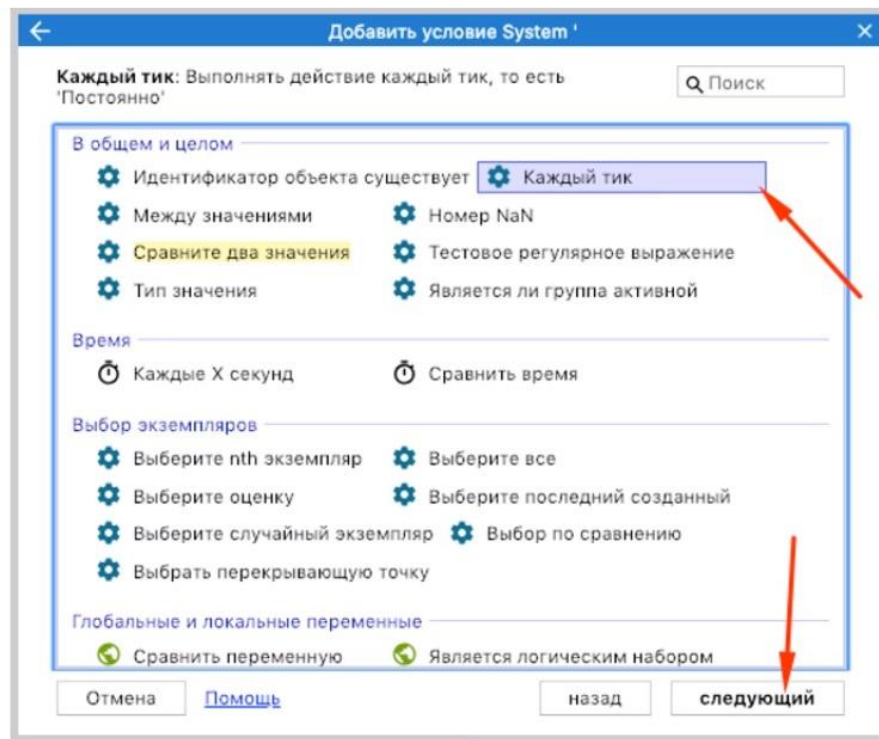 Добавить условие System '
Каждый тик: Выполнять действие каждый тик, то есть
'Постоянно'
Поиск
В общем и целом
Идентификатор объекта существует Каждый тик
Между значениями Номер NaN
Сравните два значения Тестовое регулярное выражение
Тип значения Является ли группа активной
Время
Каждые X секунд Сравнить время
Выбор экземпляров
Выберите nth экземпляр Выберите все
Выберите оценку Выберите последний созданный
Выберите случайный экземпляр Выбор по сравнению
Выбрать перекрывающую точку
Глобальные и локальные переменные
Сравнить переменную Является логическим набором
Отмена Помощь назад следующий